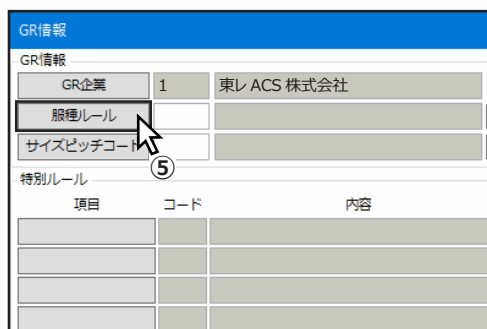 GR情報
GR情報
GR企業 1 東レ ACS 株式会社
服種ルール
サイズピッチコード
⑤
特別ルール
項目 コード 内容